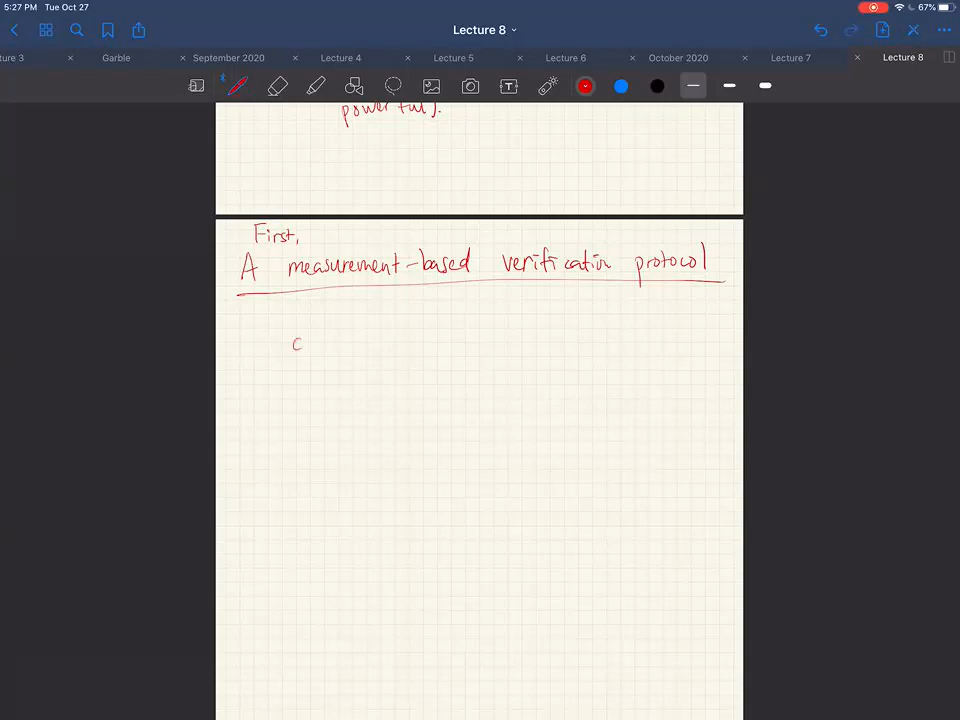 5:27 PM Tue Oct 27
67%
Lecture 8
ure 3
Garble
September 2020
Lecture 4
Lecture 5
Lecture 6
October 2020
Lecture 7
Lecture 8
powerful).
First,
A measurement-based verification protocol
C